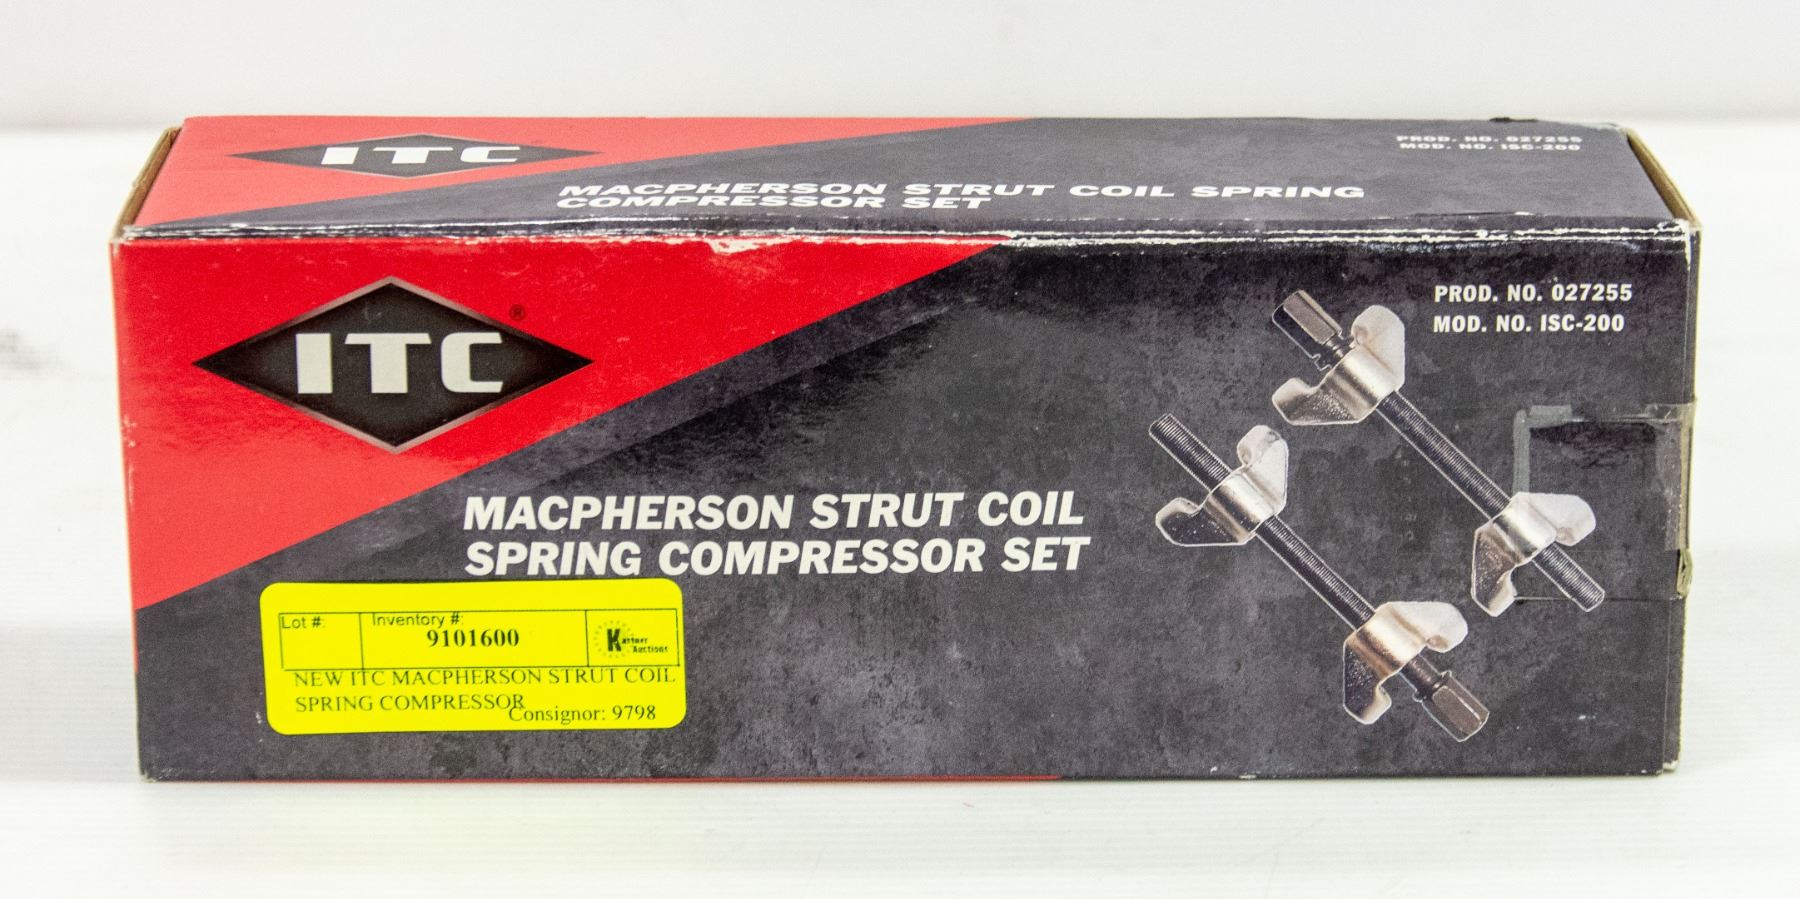 ITC
PROD. NO. 027255
MOD. NO. ISC-200
MACPHERSON STRUT COIL SPRING
COMPRESSOR SET
ITC®
PROD. NO. 027255
MOD. NO. ISC-200
MACPHERSON STRUT COIL
SPRING COMPRESSOR SET
Lot #: Inventory #:
9101600
Kastner
Auctions
NEW ITC MACPHERSON STRUT COIL
SPRING COMPRESSOR
Consignor: 9798